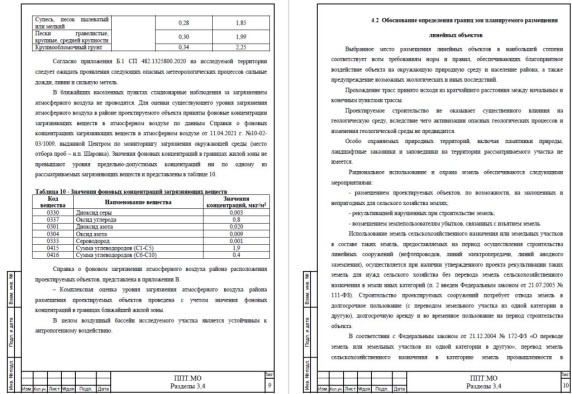 Супесь, песок пылеватый или мелкий 0,28 1,85
Пески гравелистые, крупные, средней крупности 0,30 1,99
Крупнообломочный грунт 0,34 2,25
Согласно приложения Б.1 СП 482.1325800.2020 на исследуемой территории
следует ожидать проявления следующих опасных метеорологических процессов сильные
дожди, ливни и сильную метель.
В ближайших населенных пунктах стационарные наблюдения за загрязнением
атмосферного воздуха не проводятся. Для оценки существующего уровня загрязнения
атмосферного воздуха в районе проектируемого объекта приняты фоновые концентрации
загрязняющих веществ в атмосферном воздухе по данным Справки о фоновых
концентрациях загрязняющих веществ в атмосферном воздухе от 11.04.2021 г. №10-02-
03/1009, выданной Центром по мониторингу загрязнения окружающей среды (место
отбора проб – н.п. Шаровка). Значения фоновых концентраций в границах жилой зоны не
превышают уровня предельно-допустимых концентраций ни по одному из
рассматриваемых загрязняющих веществ и представлены в таблице 10.
Таблица 10 - Значения фоновых концентраций загрязняющих веществ
Код вещества Наименование вещества Значения концентраций, мкг/м³
0330 Диоксид серы 0,003
0337 Оксид углерода 0,8
0301 Диоксид азота 0,020
0304 Оксид азота 0,009
0333 Сероводород 0,001
0415 Сумма углеводородов (С1-С5) 1,9
0416 Сумма углеводородов (С6-С10) 0,4
Справка о фоновом загрязнении атмосферного воздуха района расположения
проектируемых объектов, представлена в приложении В.
– Комплексная оценка уровня загрязнения атмосферного воздуха района
размещения проектируемых объектов проведена с учетом значения фоновых
концентраций в границах ближайшей жилой зоны.
В целом воздушный бассейн исследуемого участка является устойчивым к
антропогенному воздействию.
Взам. инв. №
Подп. и дата
Инв. № подл.
Изм. Кол.уч. Лист №док. Подп. Дата
ППТ.МО
Разделы 3,4
Лист
9
4.2 Обоснование определения границ зон планируемого размещения
линейных объектов
Выбранное место размещения линейных объектов в наибольшей степени
соответствует всем требованиям норм и правил, обеспечивающих благоприятное
воздействие объекта на окружающую природную среду и население района, а также
предупреждение возможных экологических и иных последствий.
Прохождение трасс принято исходя из кратчайшего расстояния между начальным и
конечным пунктами трассы.
Проектируемое строительство не оказывает существенного влияния на
геологическую среду, вследствие чего активизации опасных геологических процессов и
изменения геологической среды не предвидится.
Особо охраняемых природных территорий, включая памятники природы,
ландшафтные заказники и заповедники на территории рассматриваемого участка не
имеется.
Рациональное использование и охрана земель обеспечиваются следующими
мероприятиями:
- размещением проектируемых объектов, по возможности, на малоценных и
непригодных для сельского хозяйства землях;
- рекультивацией нарушенных при строительстве земель;
- возмещением землепользователям убытков, связанных с изъятием земель.
Использование земель сельскохозяйственного назначения или земельных участков
в составе таких земель, предоставляемых на период осуществления строительства
линейных сооружений (нефтепроводов, линий электропередачи, линий анодного
заземления), осуществляется при наличии утвержденного проекта рекультивации таких
земель для нужд сельского хозяйства без перевода земель сельскохозяйственного
назначения в земли иных категорий (п. 2 введен Федеральным законом от 21.07.2005 №
111-ФЗ). Строительство проектируемых сооружений потребует отвода земель в
долгосрочное пользование (с переводом земельного участка из одной категории в
другую), долгосрочную аренду и во временное пользование на период строительства
объекта.
В соответствии с Федеральным законом от 21.12.2004 № 172-ФЗ «О переводе
земель или земельных участков из одной категории в другую», перевод земель
сельскохозяйственного назначения в категорию земель промышленности в
Взам. инв. №
Подп. и дата
Инв. № подл.
Изм. Кол.уч. Лист №док. Подп. Дата
ППТ.МО
Разделы 3,4
Лист
10